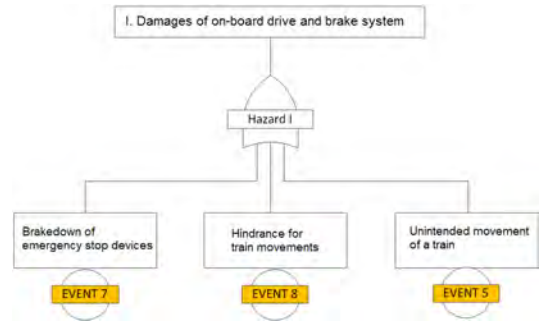 I. Damages of on-board drive and brake system
Hazard I
Brakedown of
emergency stop devices
Hindrance for
train movements
Unintended movement
of a train
EVENT 7
EVENT 8
EVENT 5